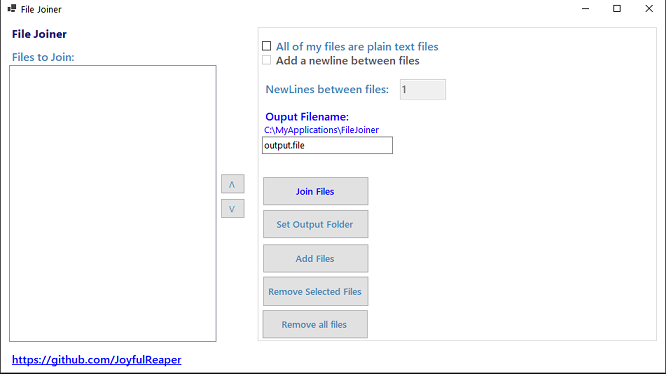 File Joiner
File Joiner
Files to Join:
All of my files are plain text files
Add a newline between files
NewLines between files: 1
Ouput Filename:
C:\MyApplications\FileJoiner
output.file
Λ
V
Join Files
Set Output Folder
Add Files
Remove Selected Files
Remove all files
https://github.com/JoyfulReaper